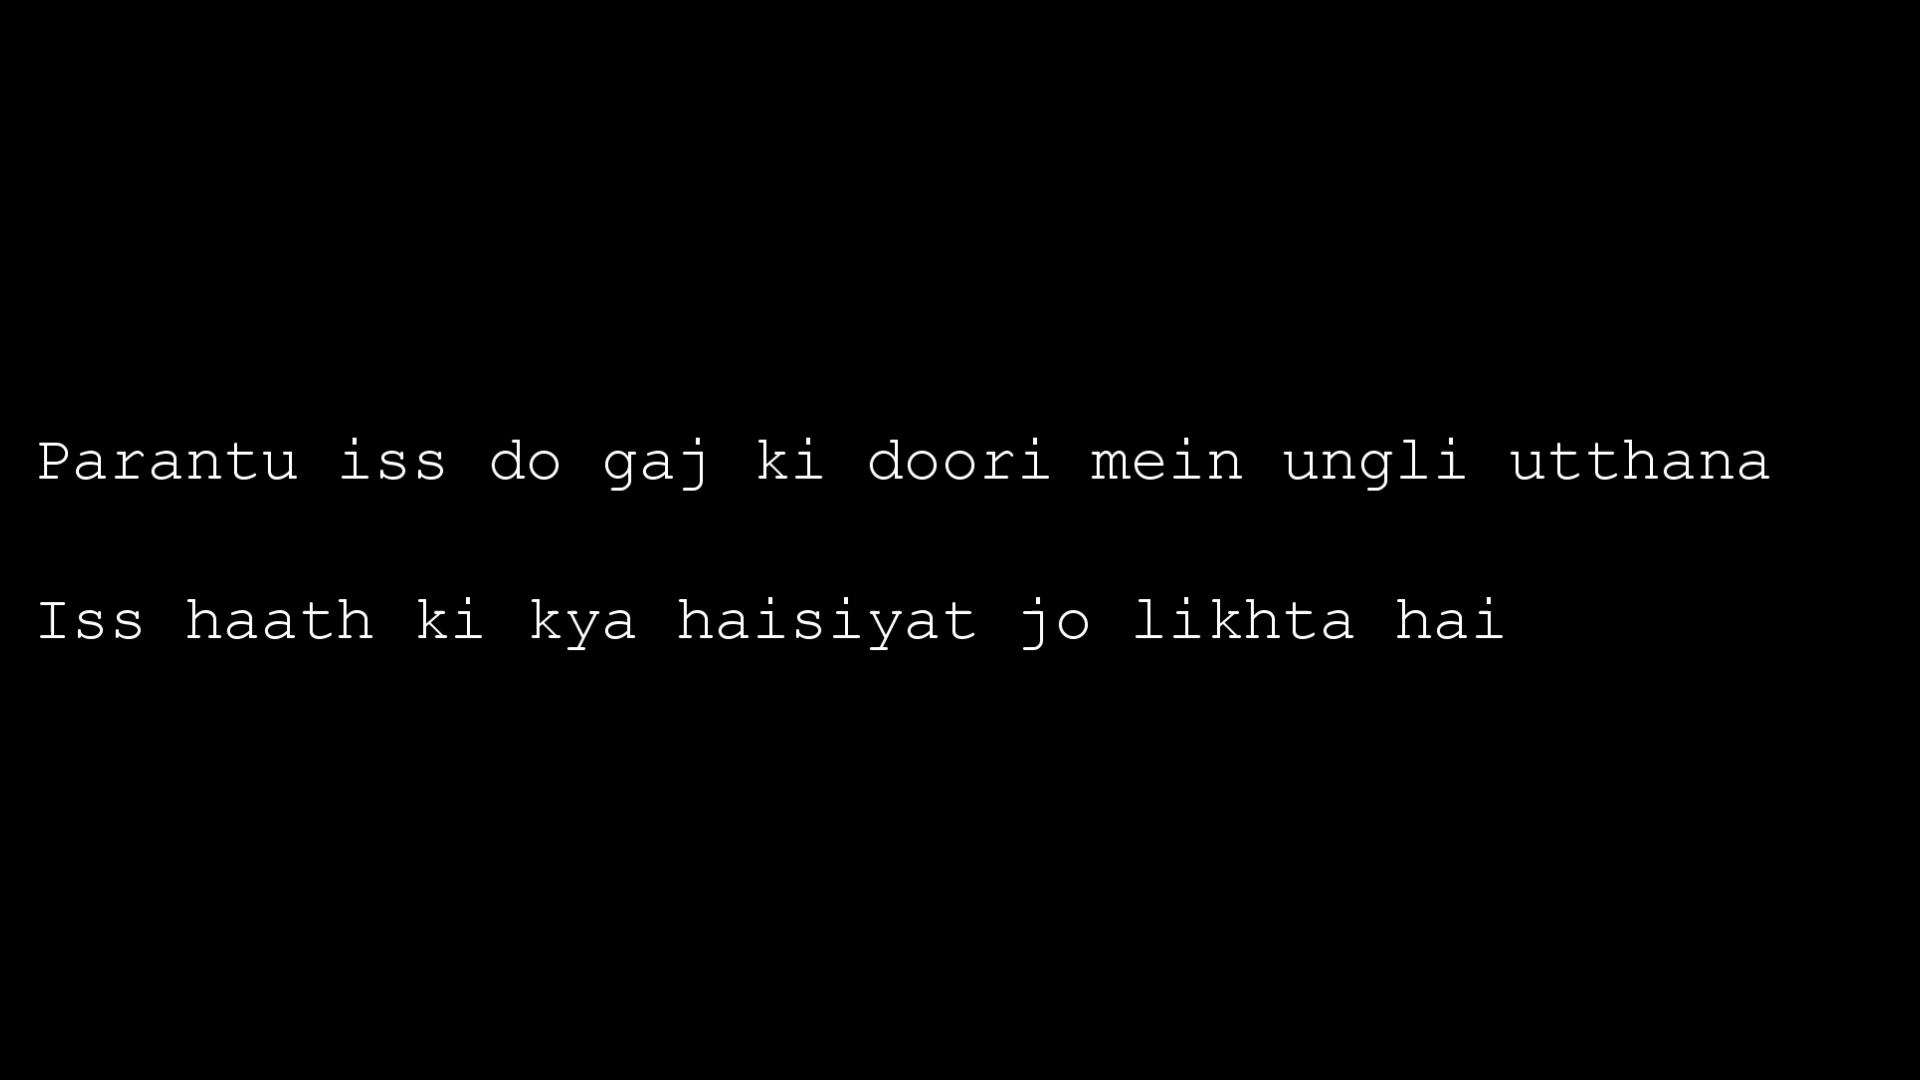 Parantu iss do gaj ki doori mein ungli utthana
Iss haath ki kya haisiyat jo likhta hai